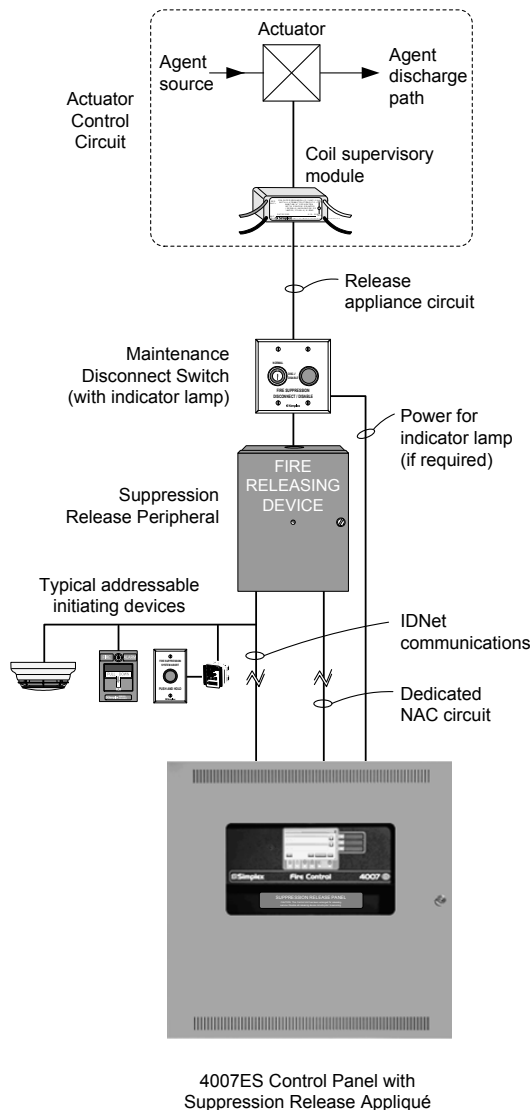 Actuator
Agent
source
Agent
discharge
path
Actuator
Control
Circuit
Coil supervisory
module
Release
appliance circuit
Maintenance
Disconnect Switch
(with indicator lamp)
FIRE SUPPRESSION
DISCONNECT / DISABLE
Simplex
Power for
indicator lamp
(if required)
FIRE
RELEASING
DEVICE
Suppression
Release Peripheral
Typical addressable
initiating devices
PUSH AND HOLD
IDNet
communications
Dedicated
NAC circuit
Simplex Fire Control 4007
SUPPRESSION RELEASE PANEL
4007ES Control Panel with
Suppression Release Appliqué